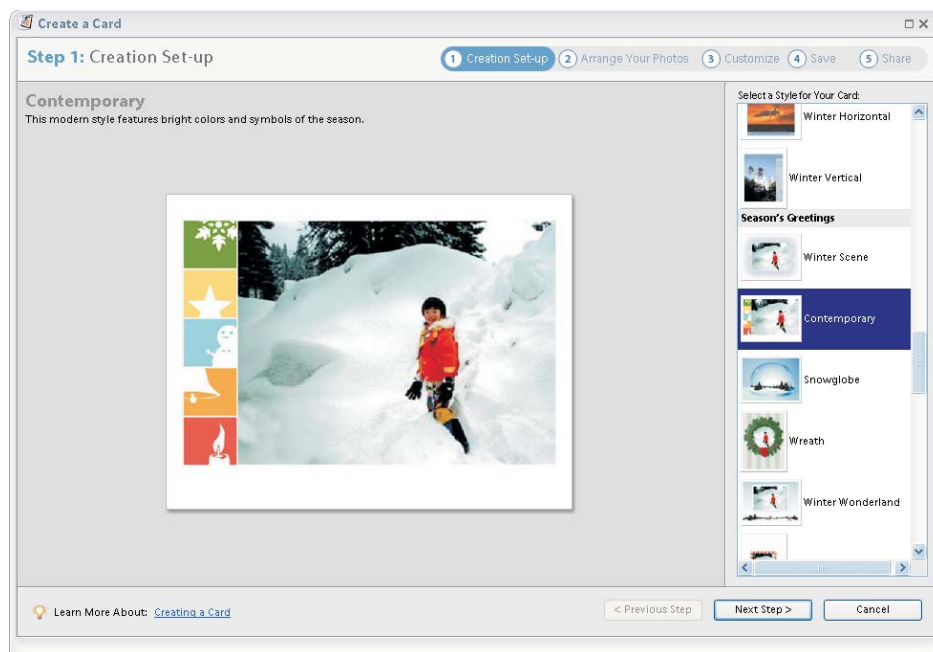 Create a Card
Step 1: Creation Set-up
1 Creation Set-up 2 Arrange Your Photos 3 Customize 4 Save 5 Share
Contemporary
This modern style features bright colors and symbols of the season.
Select a Style for Your Card:
Winter Horizontal
Winter Vertical
Season's Greetings
Winter Scene
Contemporary
Snowglobe
Wreath
Winter Wonderland
Learn More About: Creating a Card
< Previous Step
Next Step >
Cancel